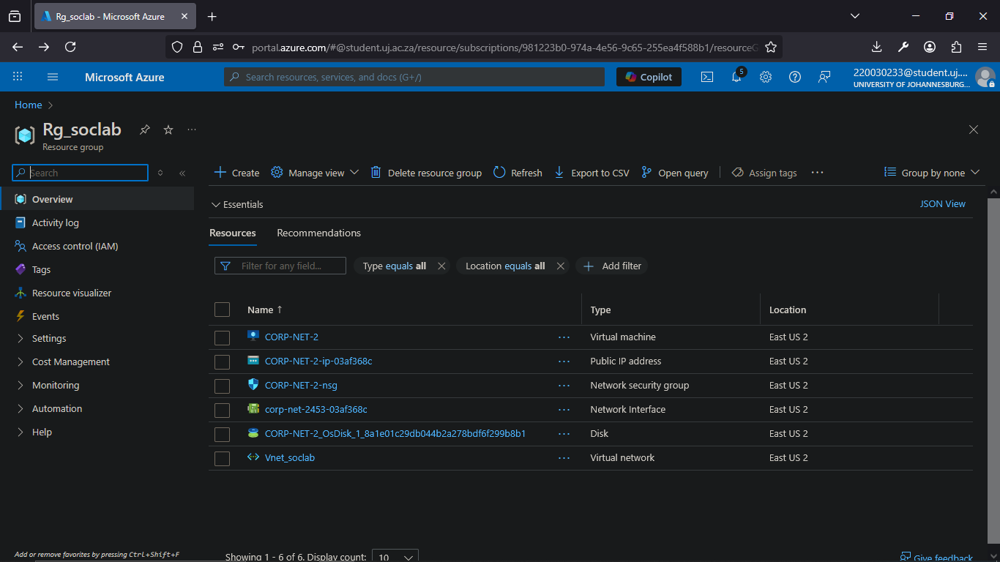 Rg_soclab - Microsoft Azure
portal.azure.com/#@student.uj.ac.za/resource/subscriptions/981223b0-974a-4e56-9c65-255ea4f588b1/resourceG
Microsoft Azure
Search resources, services, and docs (G+/)
Copilot
5
220030233@student.uj....
UNIVERSITY OF JOHANNESBURG...
Home
Rg_soclab
Resource group
Search
Create
Manage view
Delete resource group
Refresh
Export to CSV
Open query
Assign tags
Group by none
Overview
Activity log
Access control (IAM)
Tags
Resource visualizer
Events
Settings
Cost Management
Monitoring
Automation
Help
Essentials
JSON View
Resources Recommendations
Filter for any field...
Type equals all
Location equals all
Add filter
Name ↑ Type Location
CORP-NET-2 Virtual machine East US 2
CORP-NET-2-ip-03af368c Public IP address East US 2
CORP-NET-2-nsg Network security group East US 2
corp-net-2453-03af368c Network Interface East US 2
CORP-NET-2_OsDisk_1_8a1e01c29db044b2a278bdf6f299b8b1 Disk East US 2
Vnet_soclab Virtual network East US 2
Add or remove favorites by pressing Ctrl+Shift+F
Showing 1 - 6 of 6. Display count: 10
Give feedback